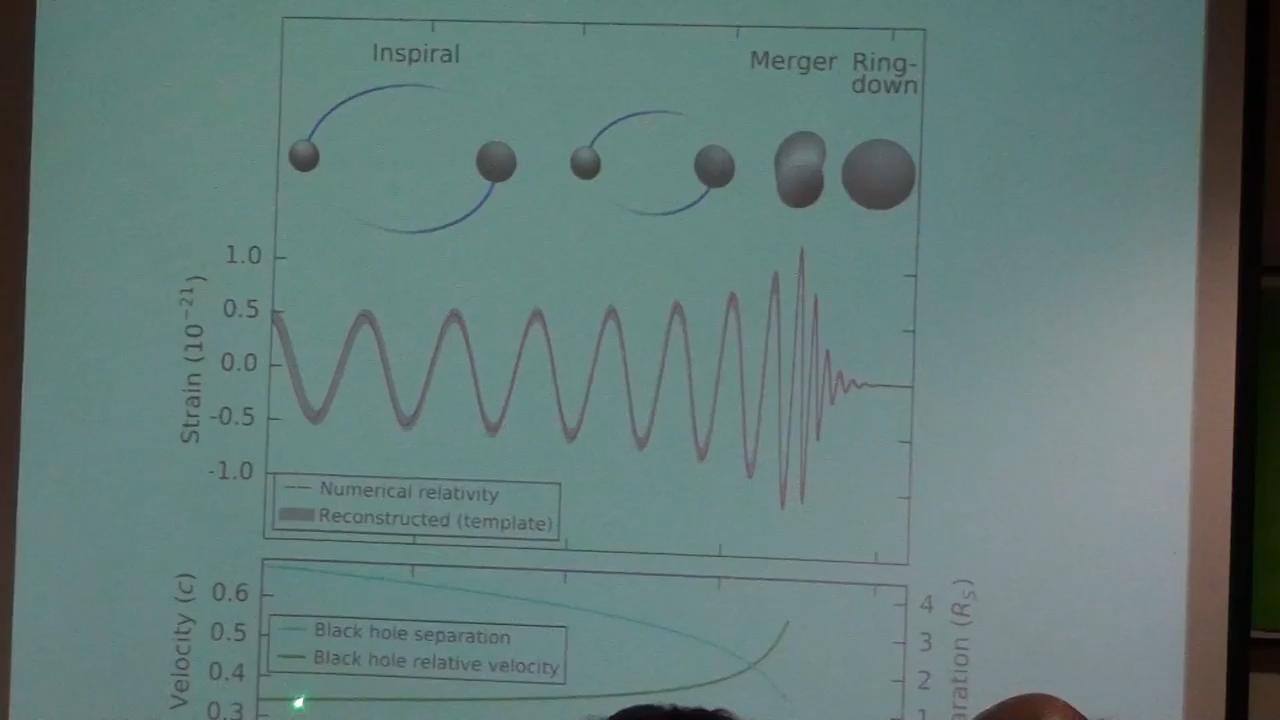 Inspiral
Merger Ring-
down
1.0
0.5
0.0
-0.5
-1.0
Strain (10⁻²¹)
Numerical relativity
Reconstructed (template)
0.6
0.5
0.4
0.3
Velocity (c)
Black hole separation
Black hole relative velocity
4
3
2
1
(R_S)